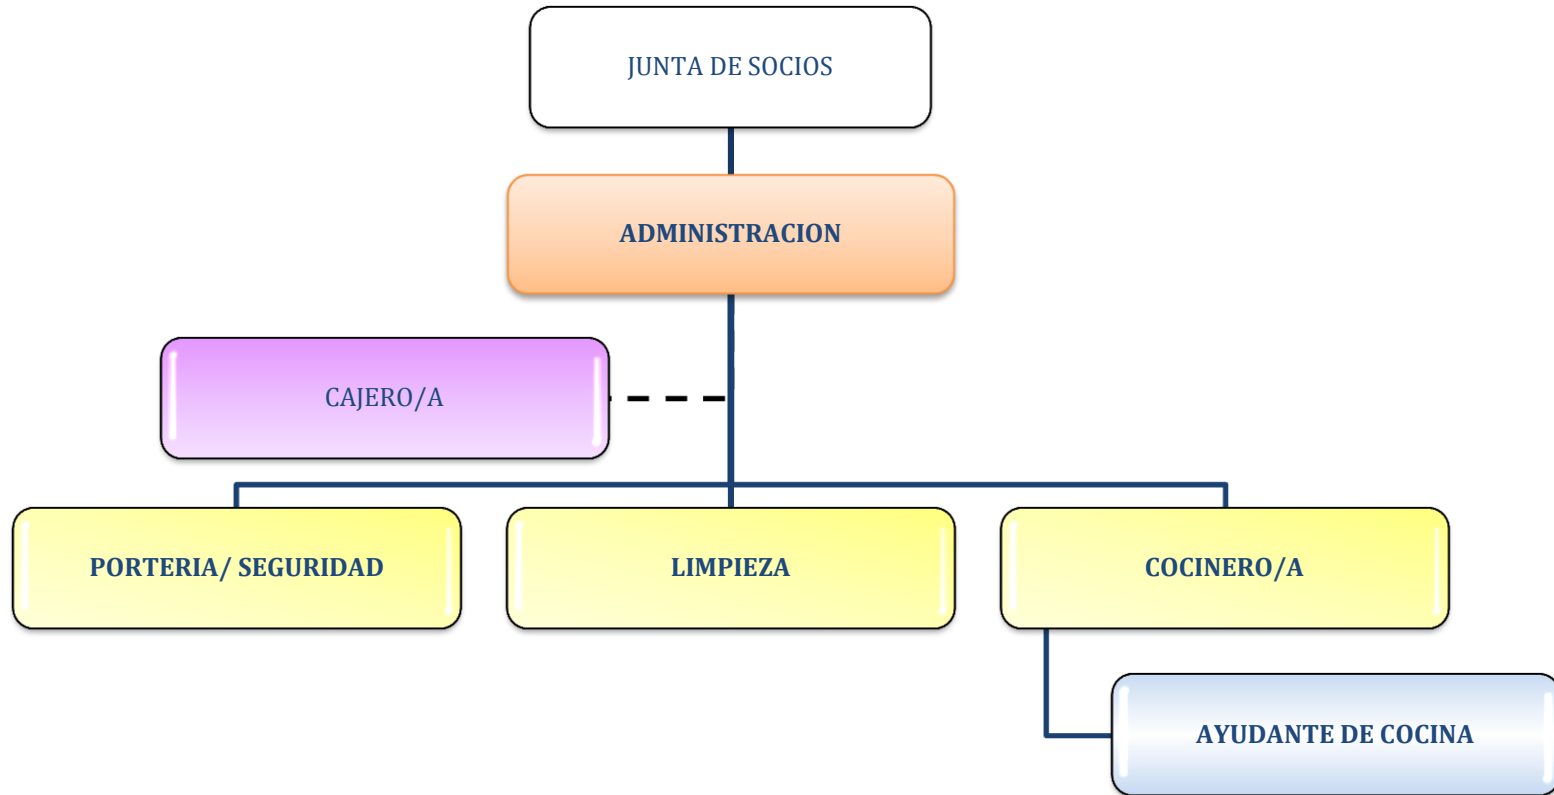 JUNTA DE SOCIOS
ADMINISTRACION
CAJERO/A
PORTERIA/ SEGURIDAD
LIMPIEZA
COCINERO/A
AYUDANTE DE COCINA